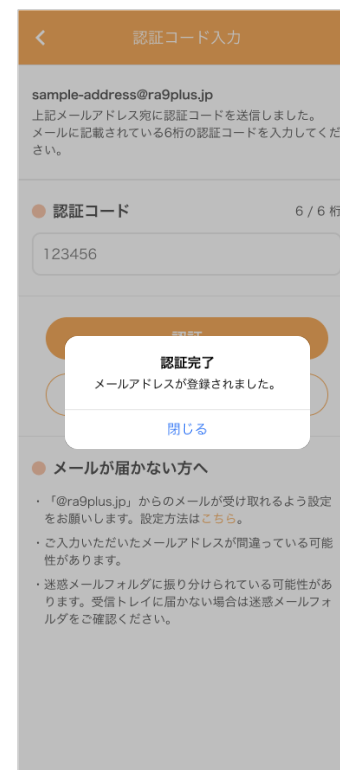 認証コード入力
sample-address@ra9plus.jp
上記メールアドレス宛に認証コードを送信しました。
メールに記載されている6桁の認証コードを入力してくだ
さい。
認証コード
6 / 6 桁
123456
認証完了
メールアドレスが登録されました。
閉じる
メールが届かない方へ
・「@ra9plus.jp」からのメールが受け取れるよう設定
をお願いします。設定方法はこちら。
・ご入力いただいたメールアドレスが間違っている可能
性があります。
・迷惑メールフォルダに振り分けられている可能性があ
ります。受信トレイに届かない場合は迷惑メールフォ
ルダをご確認ください。